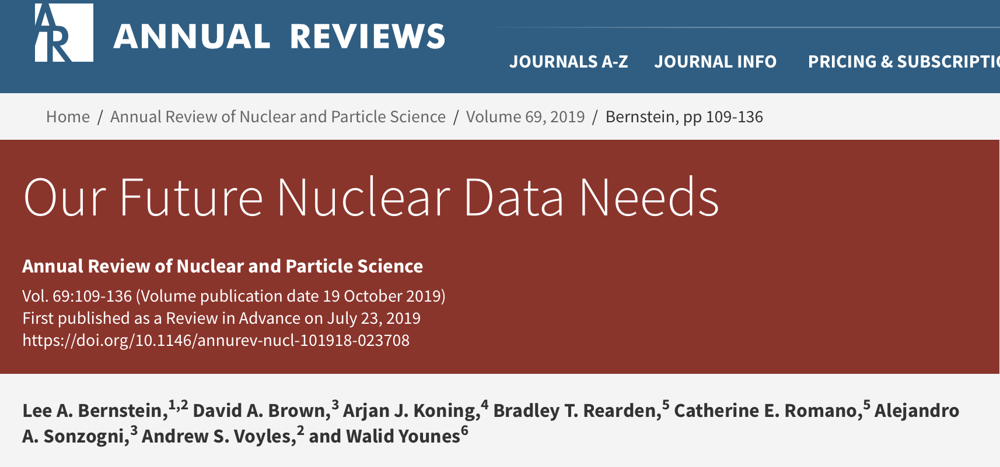 AR ANNUAL REVIEWS
JOURNALS A-Z JOURNAL INFO PRICING & SUBSCRIPTIO
Home / Annual Review of Nuclear and Particle Science / Volume 69, 2019 / Bernstein, pp 109-136
Our Future Nuclear Data Needs
Annual Review of Nuclear and Particle Science
Vol. 69:109-136 (Volume publication date 19 October 2019)
First published as a Review in Advance on July 23, 2019
https://doi.org/10.1146/annurev-nucl-101918-023708
Lee A. Bernstein,1,2 David A. Brown,3 Arjan J. Koning,4 Bradley T. Rearden,5 Catherine E. Romano,5 Alejandro
A. Sonzogni,3 Andrew S. Voyles,2 and Walid Younes6